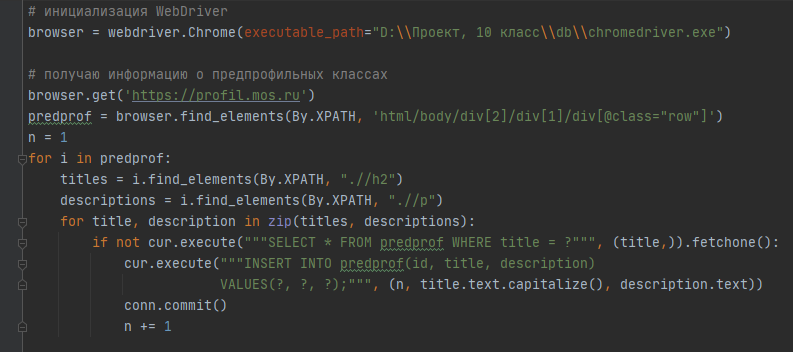 # инициализация WebDriver
browser = webdriver.Chrome(executable_path="D:\\Проект, 10 класс\\db\\chromedriver.exe")
# получаю информацию о предпрофильных классах
browser.get('https://profil.mos.ru')
predprof = browser.find_elements(By.XPATH, 'html/body/div[2]/div[1]/div[@class="row"]')
n = 1
for i in predprof:
    titles = i.find_elements(By.XPATH, ".//h2")
    descriptions = i.find_elements(By.XPATH, ".//p")
    for title, description in zip(titles, descriptions):
        if not cur.execute("""SELECT * FROM predprof WHERE title = ?""", (title,)).fetchone():
            cur.execute("""INSERT INTO predprof(id, title, description)
                        VALUES(?, ?, ?);""", (n, title.text.capitalize(), description.text))
            conn.commit()
            n += 1